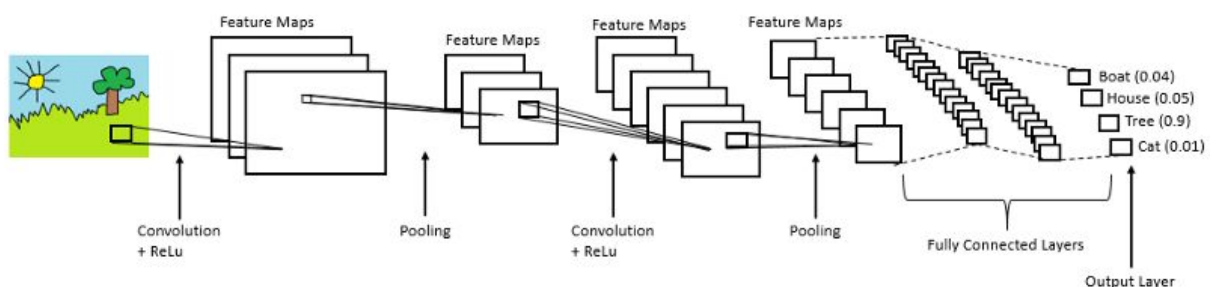 Feature Maps
Feature Maps
Feature Maps
Feature Maps
Boat (0.04)
House (0.05)
Tree (0.9)
Cat (0.01)
Convolution
+ ReLu
Pooling
Convolution
+ ReLu
Pooling
Fully Connected Layers
Output Layer